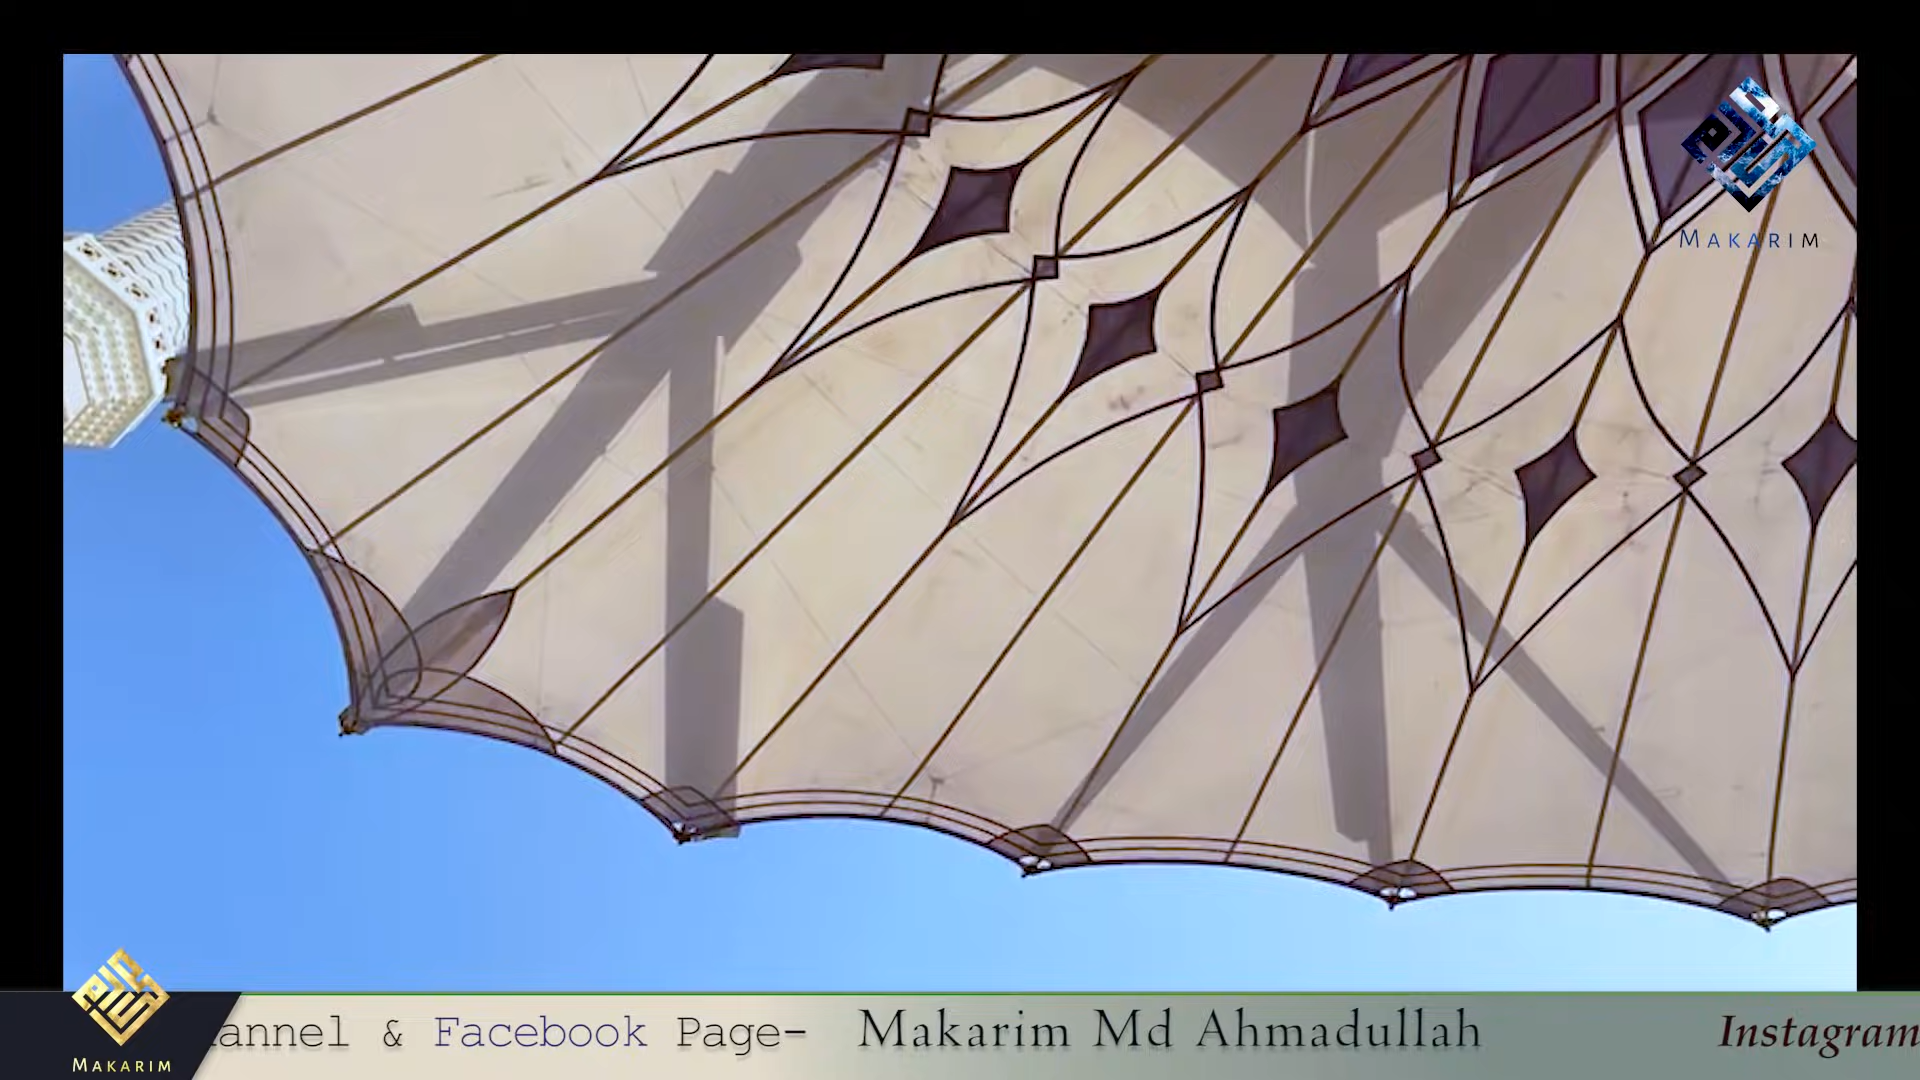 MAKARIM
MAKARIM
annel & Facebook Page- Makarim Md Ahmadullah Instagram